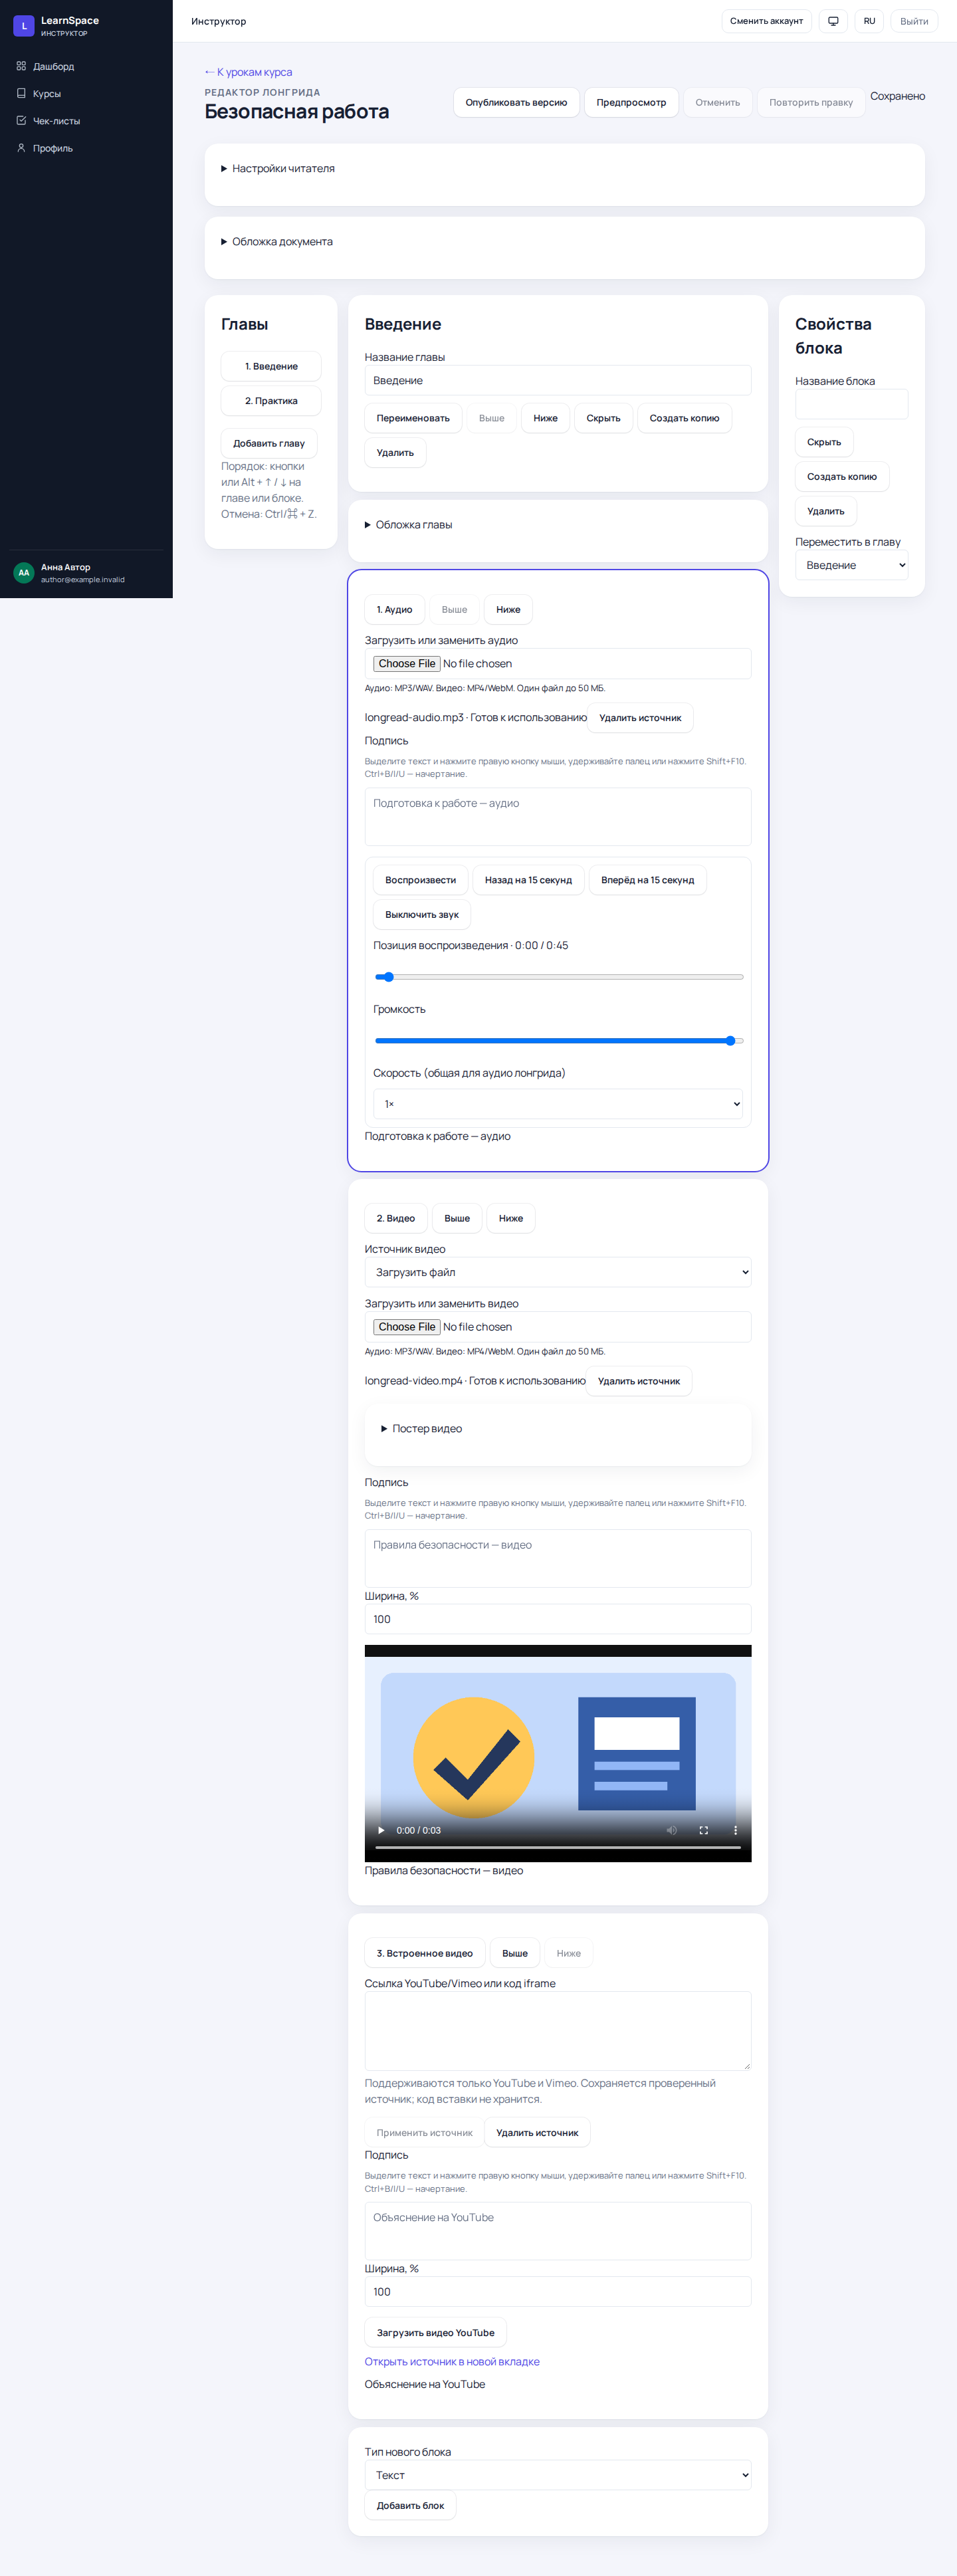 L
LearnSpace
ИНСТРУКТОР
Дашборд
Курсы
Чек-листы
Профиль
АА
Анна Автор
author@example.invalid
Инструктор
Сменить аккаунт
RU
Выйти
← К урокам курса
РЕДАКТОР ЛОНГРИДА
Безопасная работа
Опубликовать версию
Предпросмотр
Отменить
Повторить правку
Сохранено
Настройки читателя
Обложка документа
Главы
1. Введение
2. Практика
Добавить главу
Порядок: кнопки
или Alt + ↑ / ↓ на
главе или блоке.
Отмена: Ctrl/⌘ + Z.
Введение
Название главы
Введение
Переименовать
Выше
Ниже
Скрыть
Создать копию
Удалить
Обложка главы
1. Аудио
Выше
Ниже
Загрузить или заменить аудио
Choose File No file chosen
Аудио: MP3/WAV. Видео: MP4/WebM. Один файл до 50 МБ.
longread-audio.mp3 · Готов к использованию
Удалить источник
Подпись
Выделите текст и нажмите правую кнопку мыши, удерживайте палец или нажмите Shift+F10.
Ctrl+B/I/U — начертание.
Подготовка к работе — аудио
Воспроизвести
Назад на 15 секунд
Вперёд на 15 секунд
Выключить звук
Позиция воспроизведения · 0:00 / 0:45
Громкость
Скорость (общая для аудио лонгрида)
1×
Подготовка к работе — аудио
2. Видео
Выше
Ниже
Источник видео
Загрузить файл
Загрузить или заменить видео
Choose File No file chosen
Аудио: MP3/WAV. Видео: MP4/WebM. Один файл до 50 МБ.
longread-video.mp4 · Готов к использованию
Удалить источник
Постер видео
Подпись
Выделите текст и нажмите правую кнопку мыши, удерживайте палец или нажмите Shift+F10.
Ctrl+B/I/U — начертание.
Правила безопасности — видео
Ширина, %
100
0:00 / 0:03
Правила безопасности — видео
3. Встроенное видео
Выше
Ниже
Ссылка YouTube/Vimeo или код iframe
Поддерживаются только YouTube и Vimeo. Сохраняется проверенный
источник; код вставки не хранится.
Применить источник
Удалить источник
Подпись
Выделите текст и нажмите правую кнопку мыши, удерживайте палец или нажмите Shift+F10.
Ctrl+B/I/U — начертание.
Объяснение на YouTube
Ширина, %
100
Загрузить видео YouTube
Открыть источник в новой вкладке
Объяснение на YouTube
Тип нового блока
Текст
Добавить блок
Свойства
блока
Название блока
Скрыть
Создать копию
Удалить
Переместить в главу
Введение